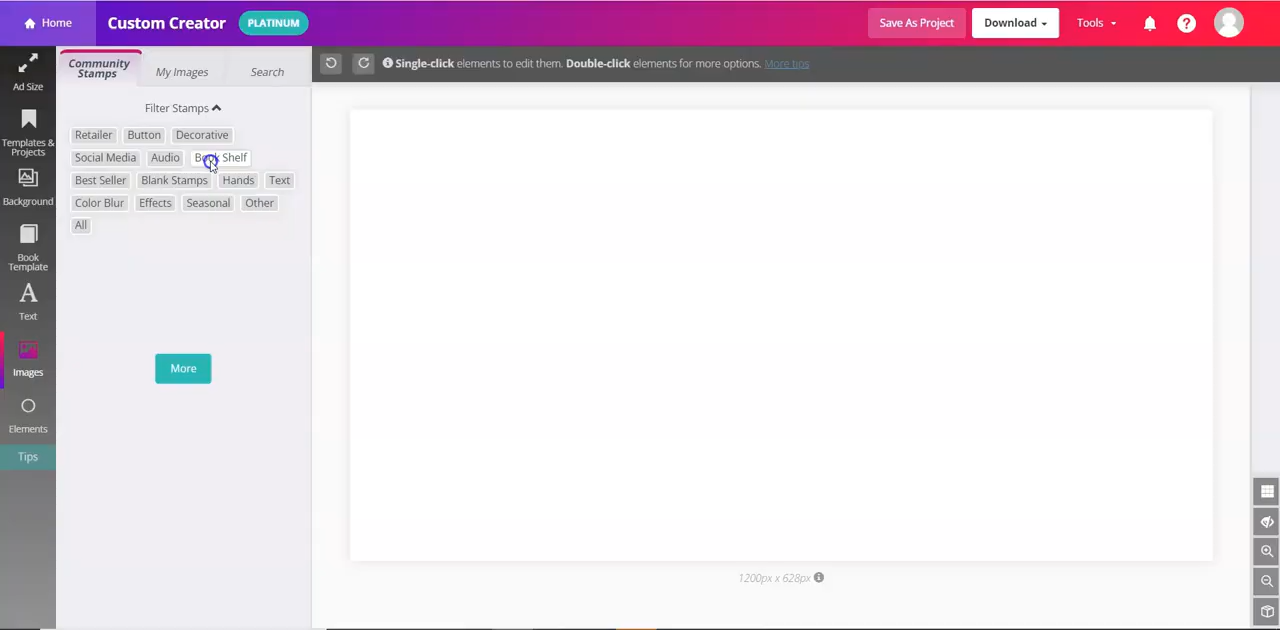 Home
Custom Creator
PLATINUM
Save As Project
Download
Tools
Community
Stamps
My Images
Search
Single-click elements to edit them. Double-click elements for more options. More tips
Ad Size
Templates &
Projects
Background
Book
Template
Text
Images
Elements
Tips
Filter Stamps
Retailer Button Decorative
Social Media Audio Book Shelf
Best Seller Blank Stamps Hands Text
Color Blur Effects Seasonal Other
All
More
1200px x 628px